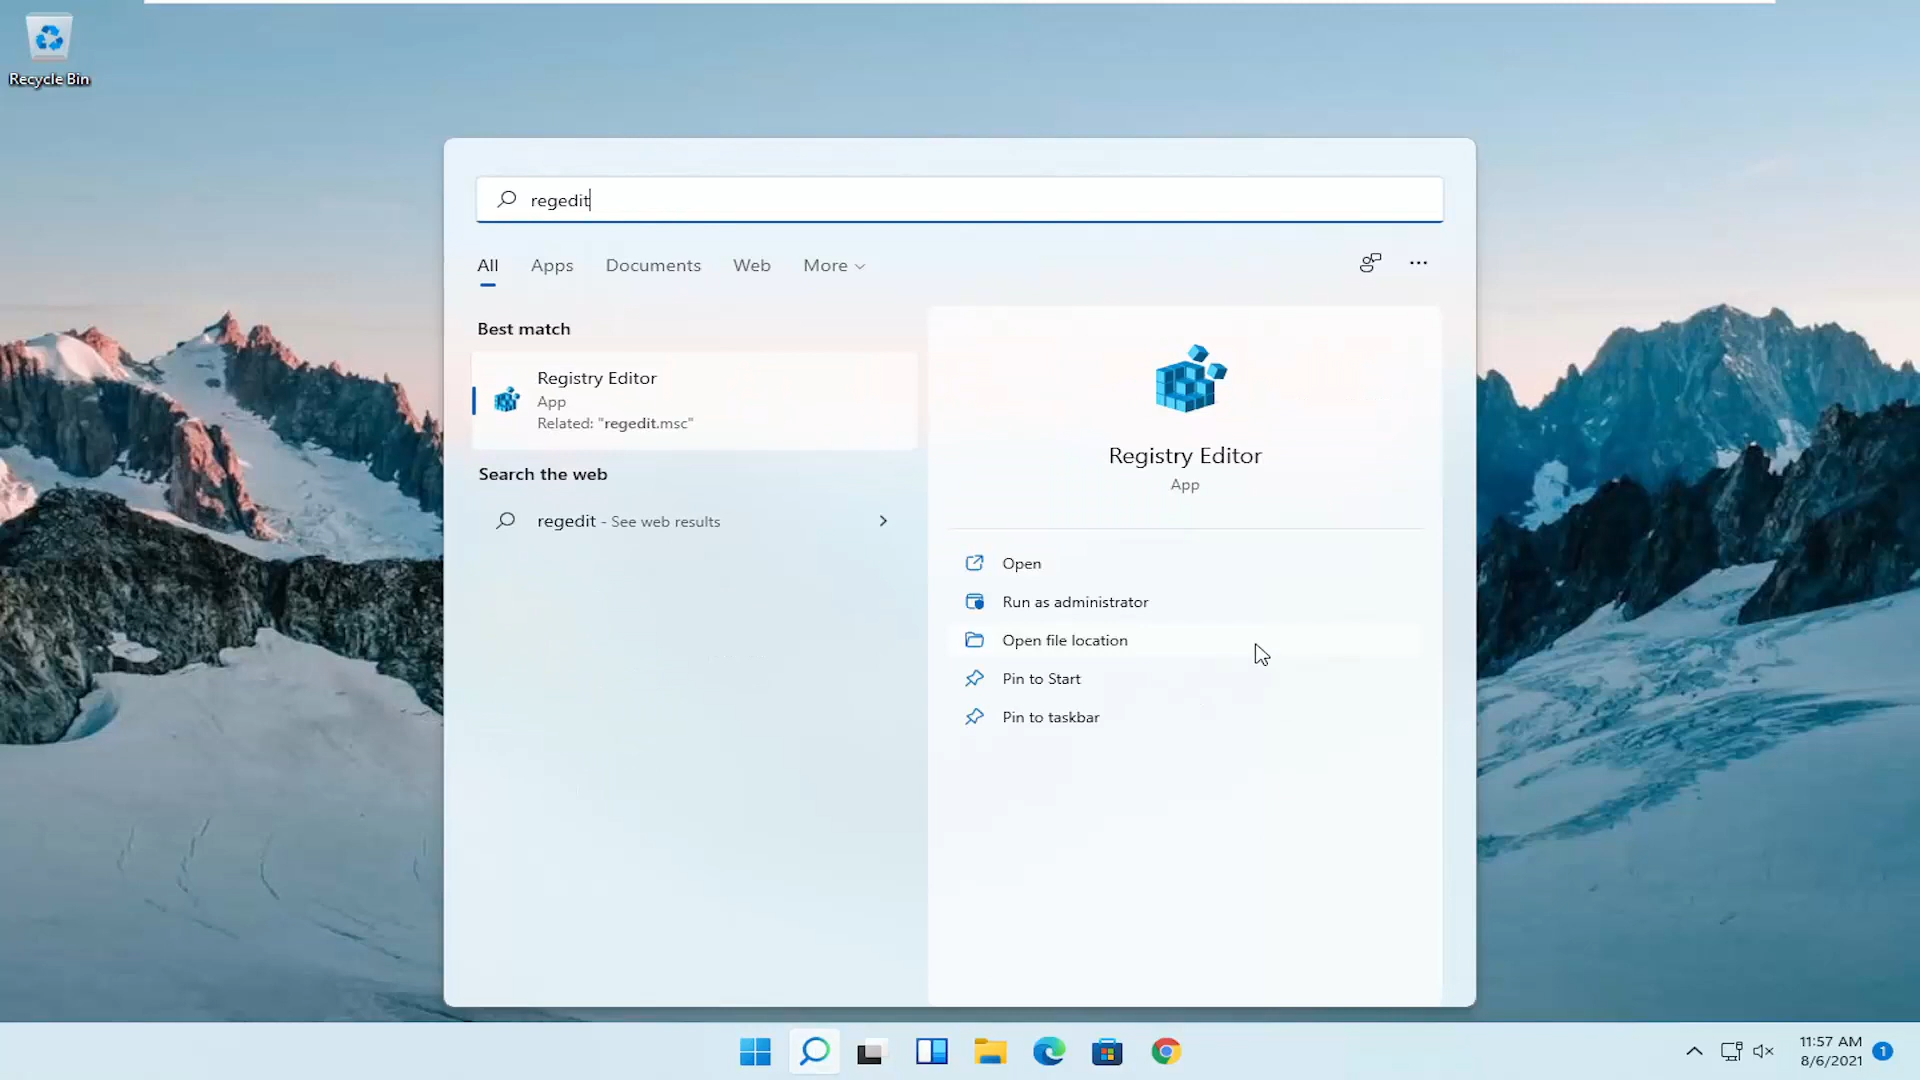 Recycle Bin
regedit
All
Apps
Documents
Web
More
Best match
Registry Editor
App
Related: "regedit.msc"
Search the web
regedit - See web results
Registry Editor
App
Open
Run as administrator
Open file location
Pin to Start
Pin to taskbar
11:57 AM
8/6/2021
1